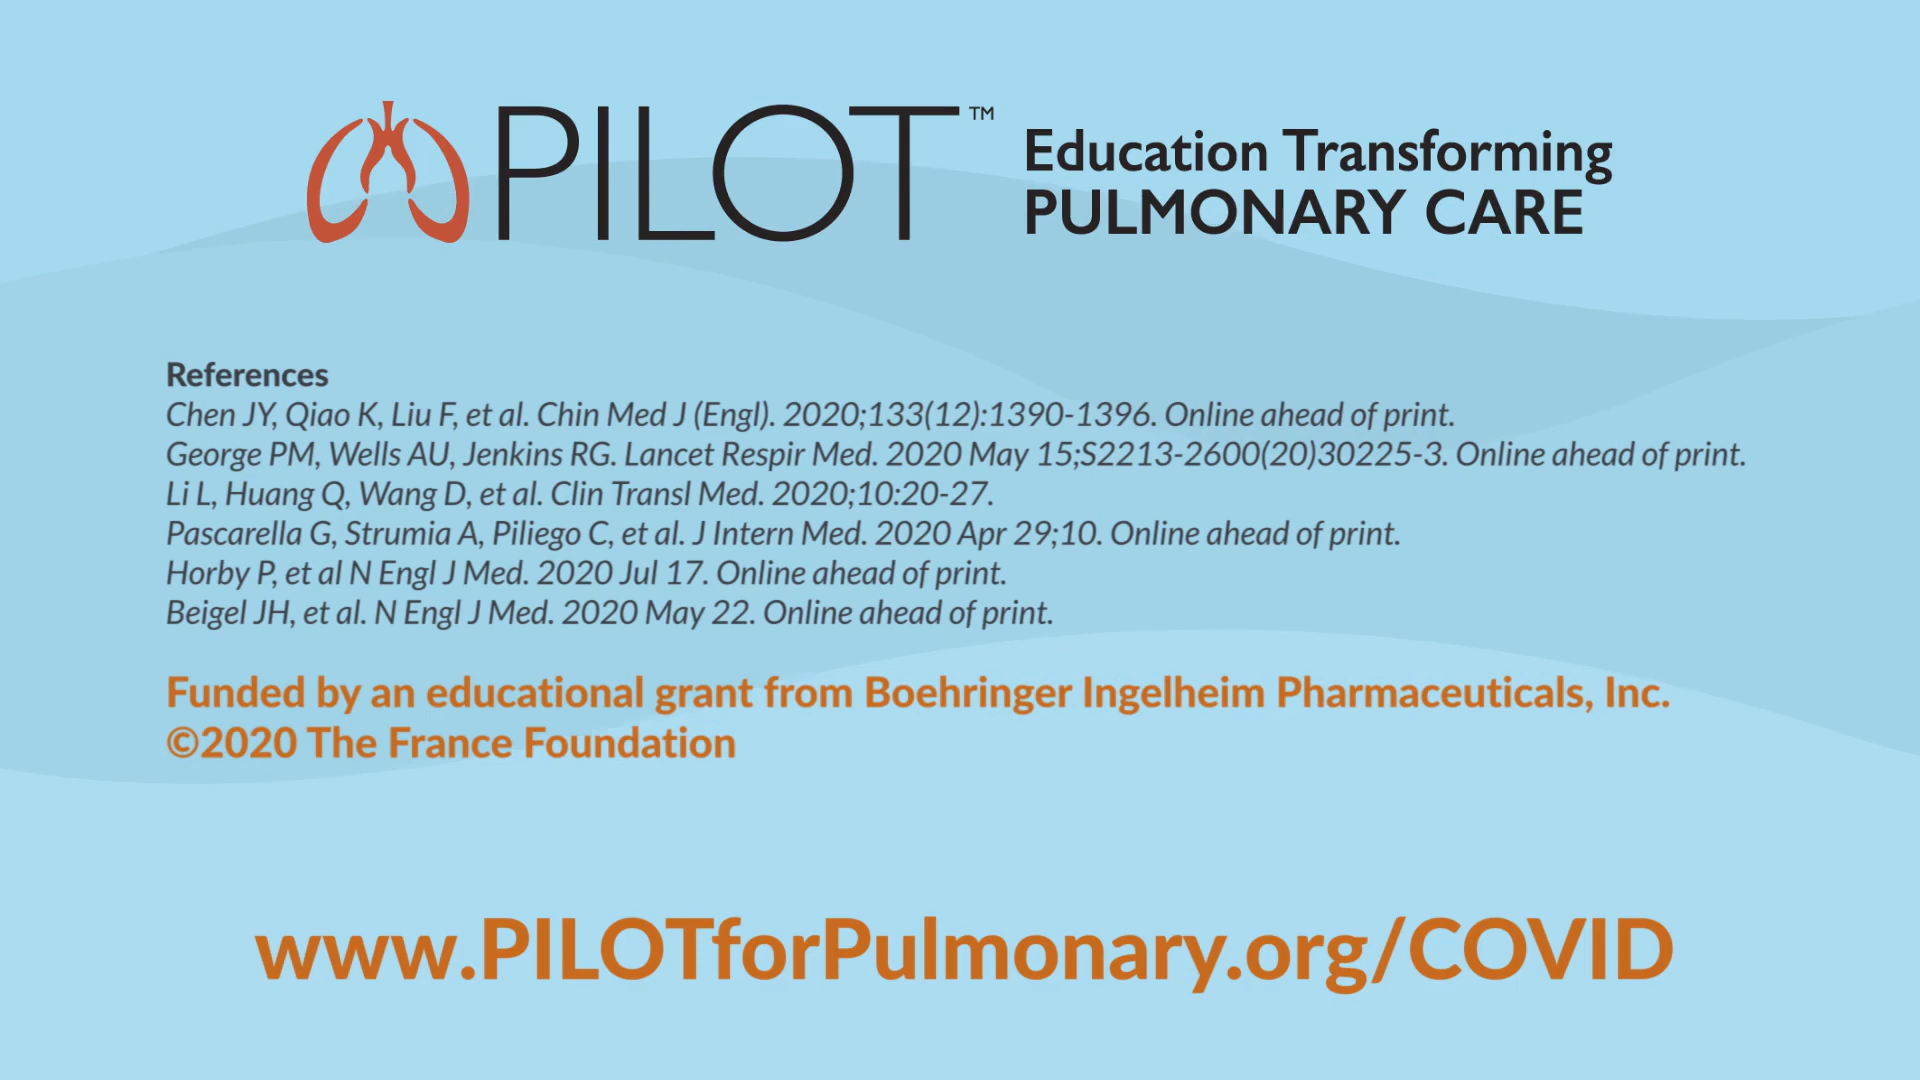 PILOT™
Education Transforming
PULMONARY CARE
References
Chen JY, Qiao K, Liu F, et al. Chin Med J (Engl). 2020;133(12):1390-1396. Online ahead of print.
George PM, Wells AU, Jenkins RG. Lancet Respir Med. 2020 May 15;S2213-2600(20)30225-3. Online ahead of print.
Li L, Huang Q, Wang D, et al. Clin Transl Med. 2020;10:20-27.
Pascarella G, Strumia A, Piliego C, et al. J Intern Med. 2020 Apr 29;10. Online ahead of print.
Horby P, et al N Engl J Med. 2020 Jul 17. Online ahead of print.
Beigel JH, et al. N Engl J Med. 2020 May 22. Online ahead of print.
Funded by an educational grant from Boehringer Ingelheim Pharmaceuticals, Inc.
©2020 The France Foundation
www.PILOTforPulmonary.org/COVID